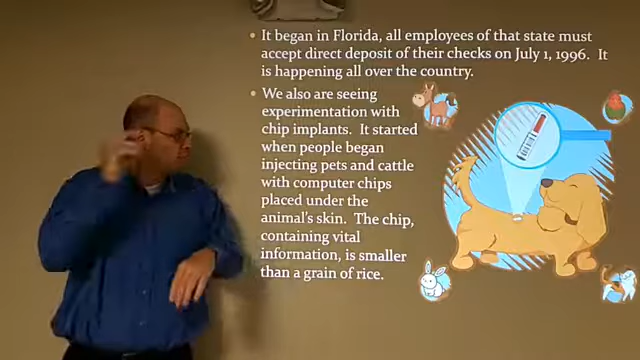 • It began in Florida, all employees of that state must
accept direct deposit of their checks on July 1, 1996. It
is happening all over the country.
• We also are seeing
experimentation with
chip implants. It started
when people began
injecting pets and cattle
with computer chips
placed under the
animal's skin. The chip,
containing vital
information, is smaller
than a grain of rice.